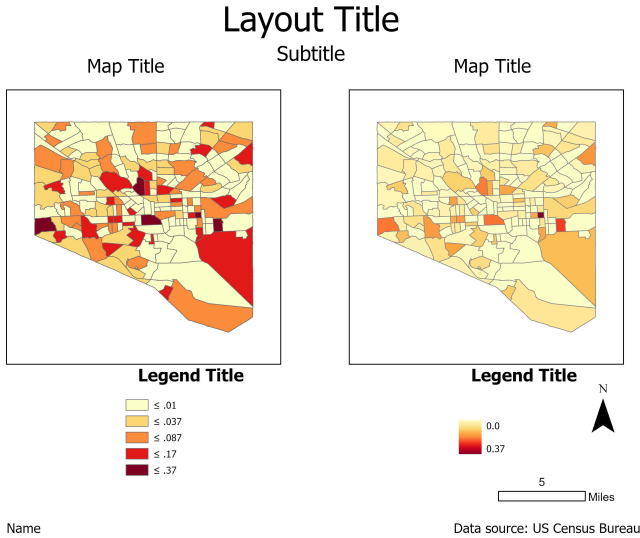 Layout Title
Subtitle
Map Title
Map Title
Legend Title
≤ .01
≤ .037
≤ .087
≤ .17
≤ .37
Legend Title
0.0
0.37
N
5
Miles
Name
Data source: US Census Bureau